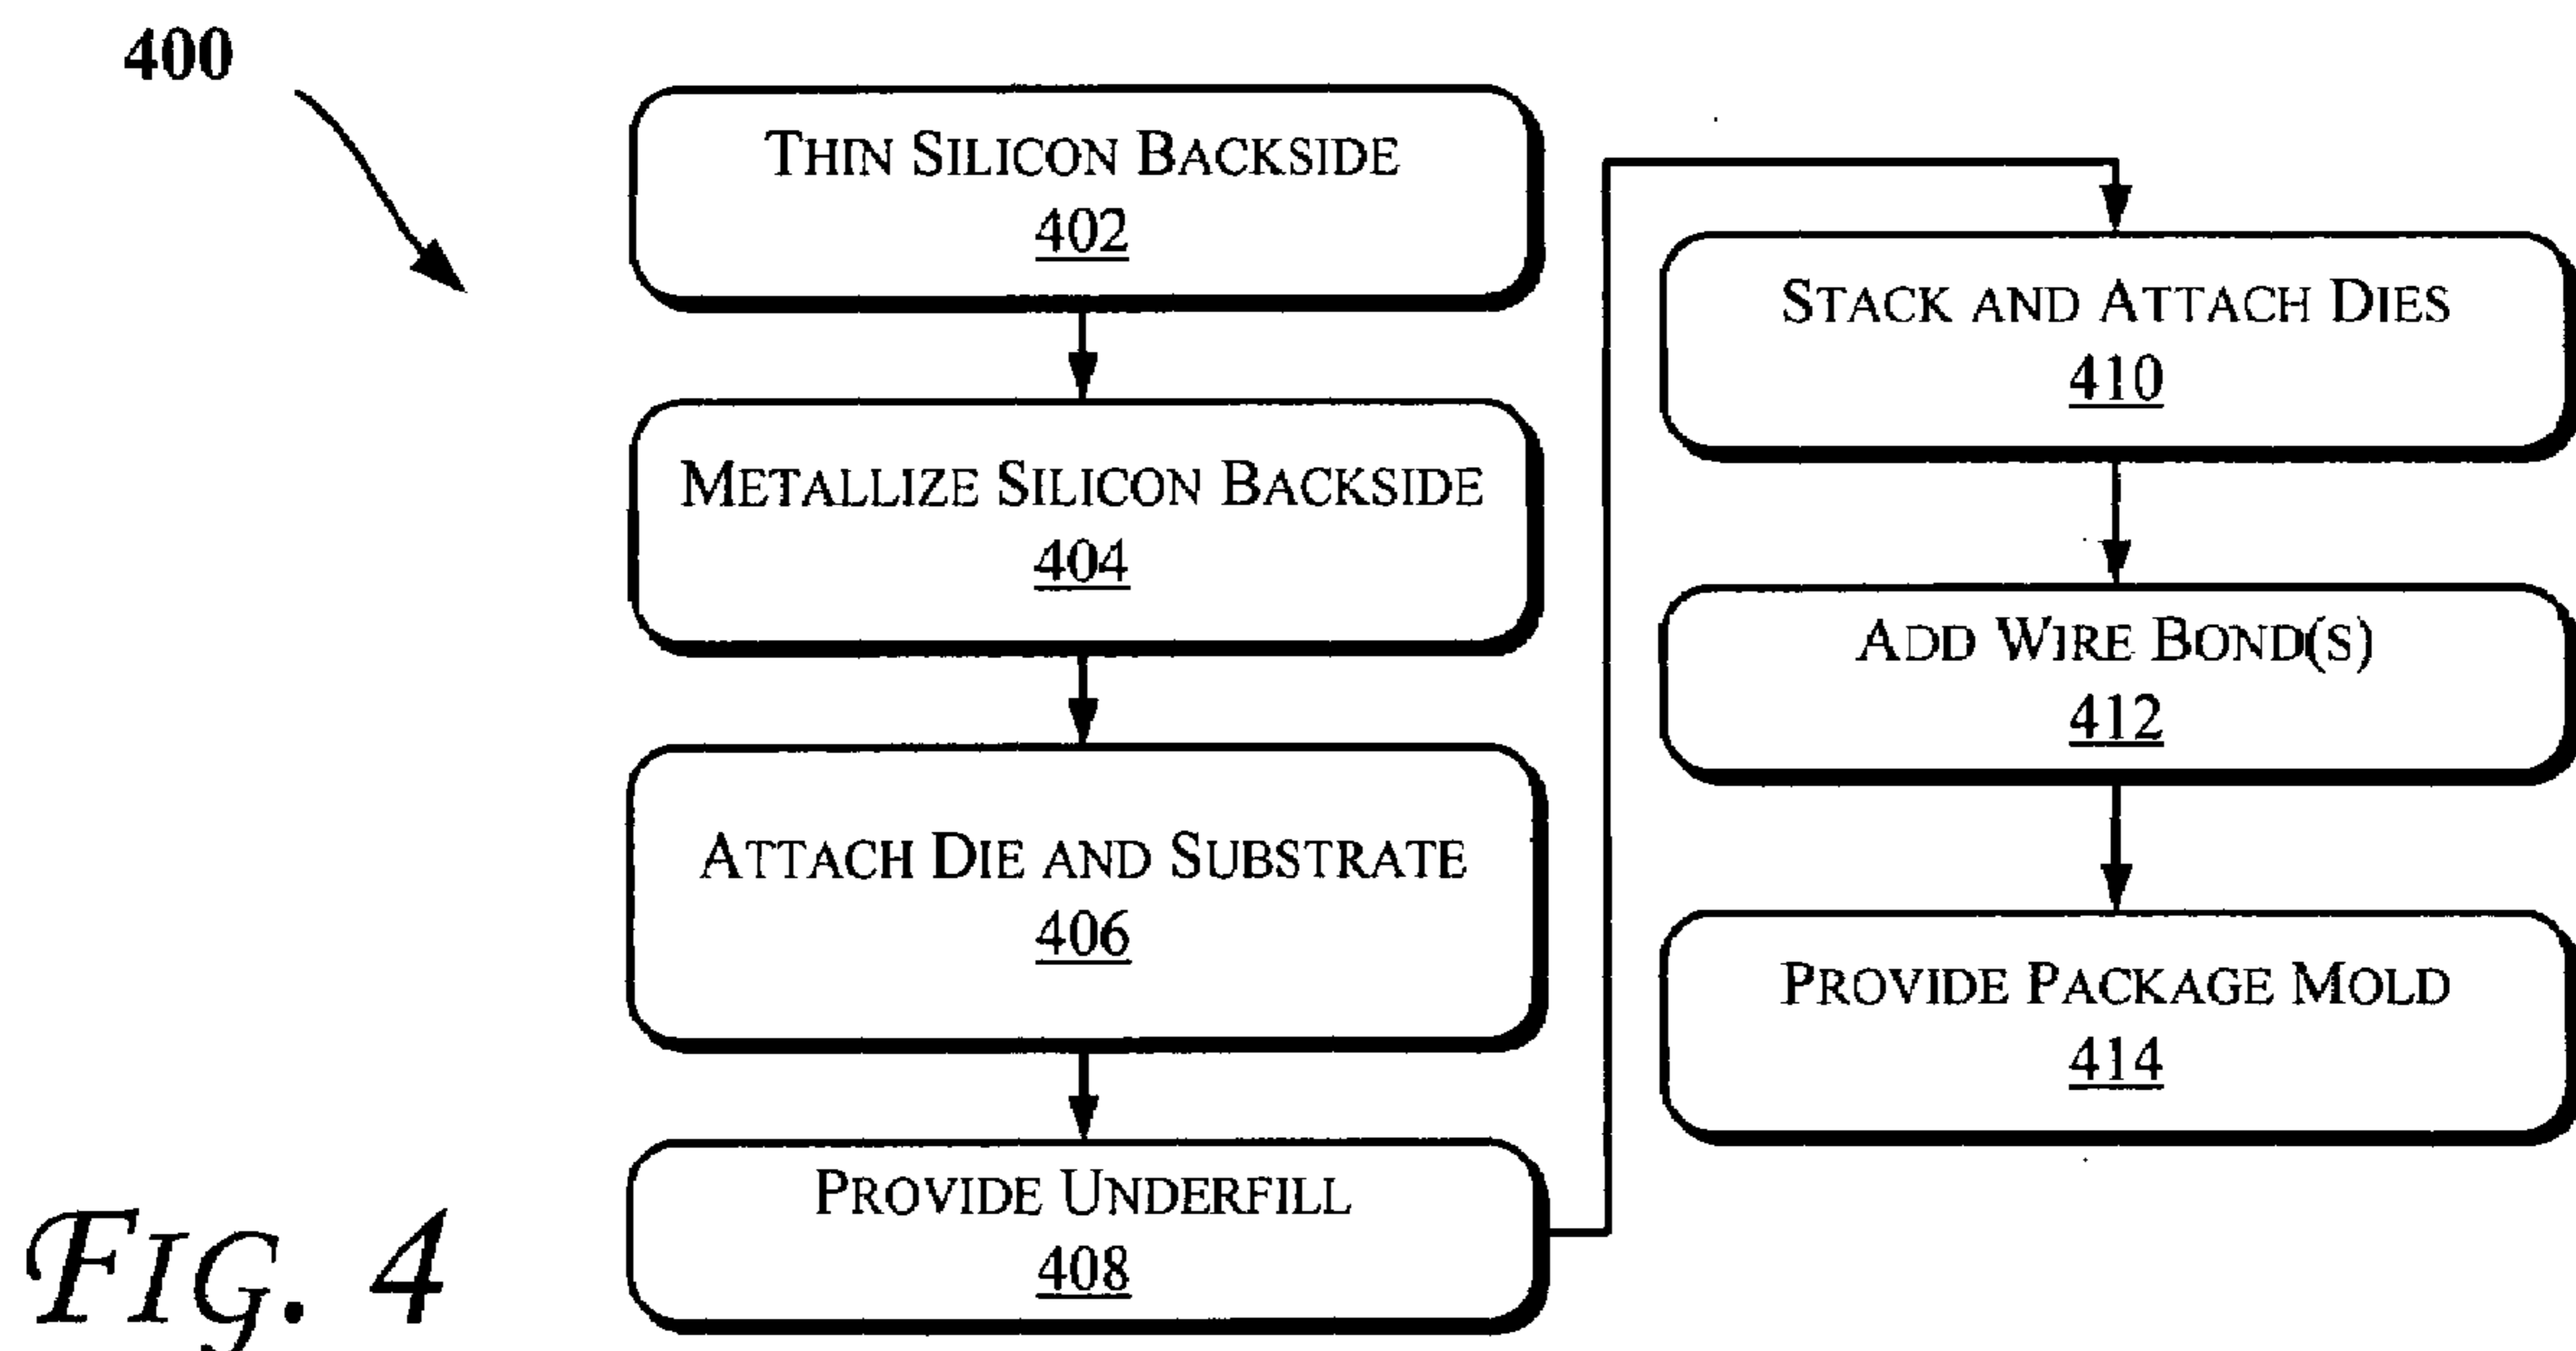 400
THIN SILICON BACKSIDE
402
METALLIZE SILICON BACKSIDE
404
ATTACH DIE AND SUBSTRATE
406
PROVIDE UNDERFILL
408
STACK AND ATTACH DIES
410
ADD WIRE BOND(S)
412
PROVIDE PACKAGE MOLD
414
FIG. 4